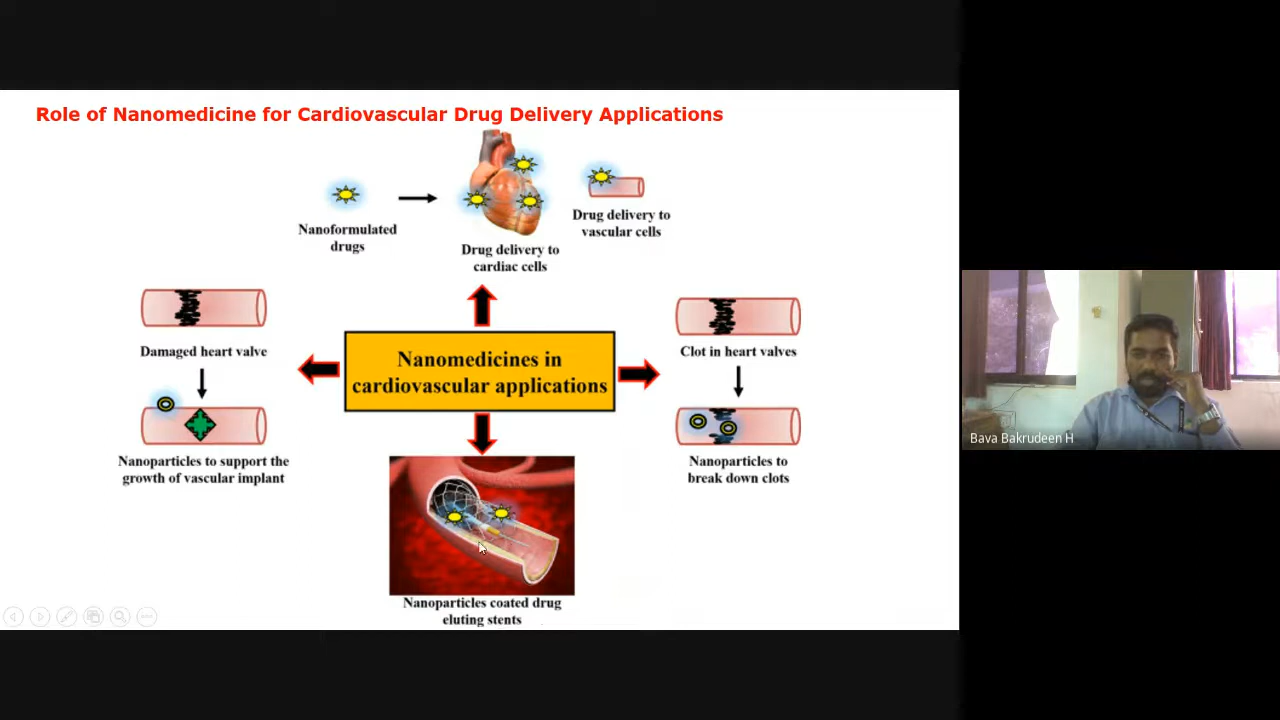 Role of Nanomedicine for Cardiovascular Drug Delivery Applications
Nanoformulated
drugs
Drug delivery to
cardiac cells
Drug delivery to
vascular cells
Damaged heart valve
Nanoparticles to support the
growth of vascular implant
Nanomedicines in
cardiovascular applications
Clot in heart valves
Nanoparticles to
break down clots
Nanoparticles coated drug
eluting stents
Bava Bakrudeen H